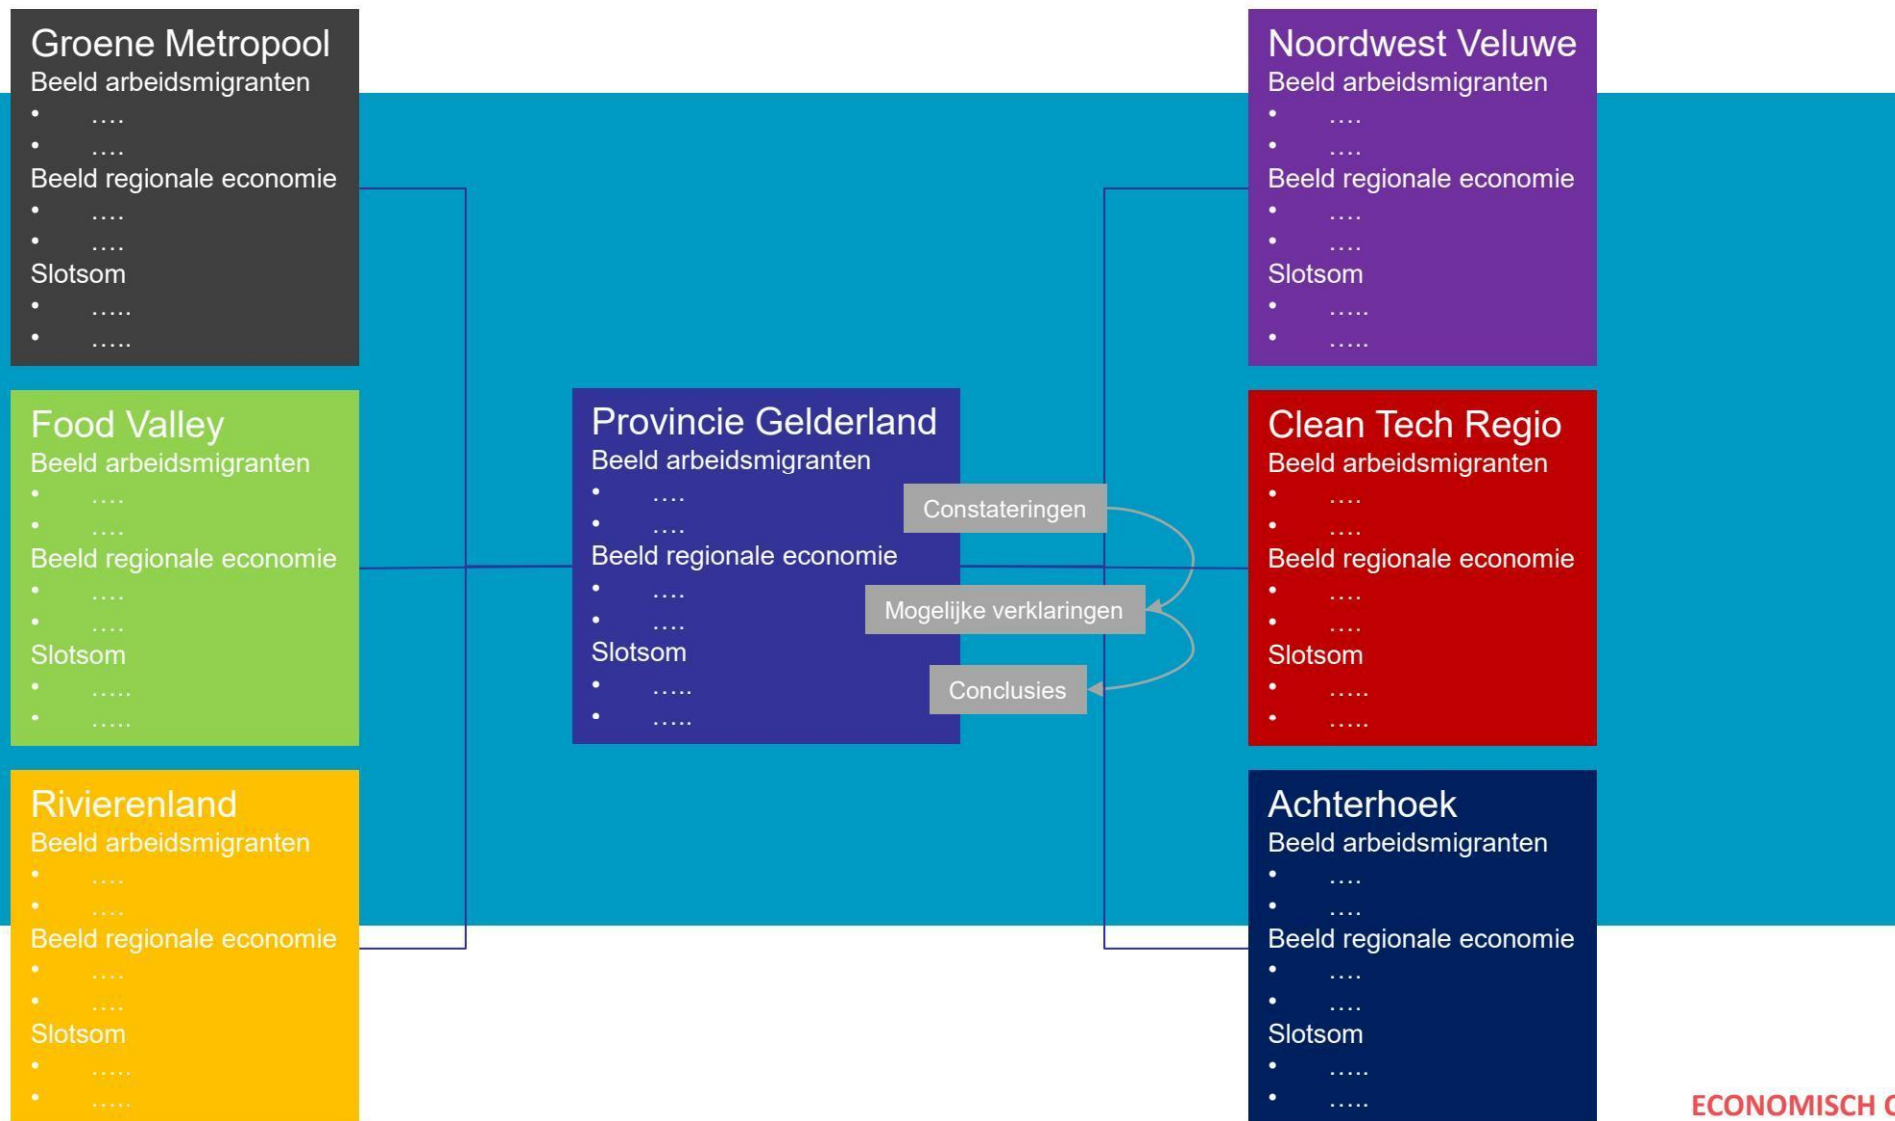 Groene Metropool
Beeld arbeidsmigranten
• ....
• ....
Beeld regionale economie
• ....
• ....
Slotsom
• .....
• .....
Food Valley
Beeld arbeidsmigranten
• ....
• ....
Beeld regionale economie
• ....
• ....
Slotsom
• .....
• .....
Rivierenland
Beeld arbeidsmigranten
• ....
• ....
Beeld regionale economie
• ....
• ....
Slotsom
• .....
• .....
Provincie Gelderland
Beeld arbeidsmigranten
• ....
• ....
Beeld regionale economie
• ....
• ....
Slotsom
• .....
• .....
Constateringen
Mogelijke verklaringen
Conclusies
Noordwest Veluwe
Beeld arbeidsmigranten
• ....
• ....
Beeld regionale economie
• ....
• ....
Slotsom
• .....
• .....
Clean Tech Regio
Beeld arbeidsmigranten
• ....
• ....
Beeld regionale economie
• ....
• ....
Slotsom
• .....
• .....
Achterhoek
Beeld arbeidsmigranten
• ....
• ....
Beeld regionale economie
• ....
• ....
Slotsom
• .....
• .....
ECONOMISCH